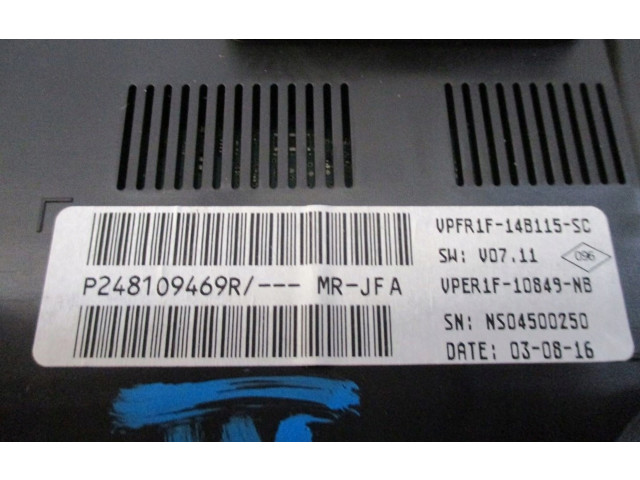 VPFR1F-14B115-SC
SW: V07.11
096
P248109469R/--- MR-JFA
VPER1F-10849-NB
SN: NS04500250
DATE: 03-08-16